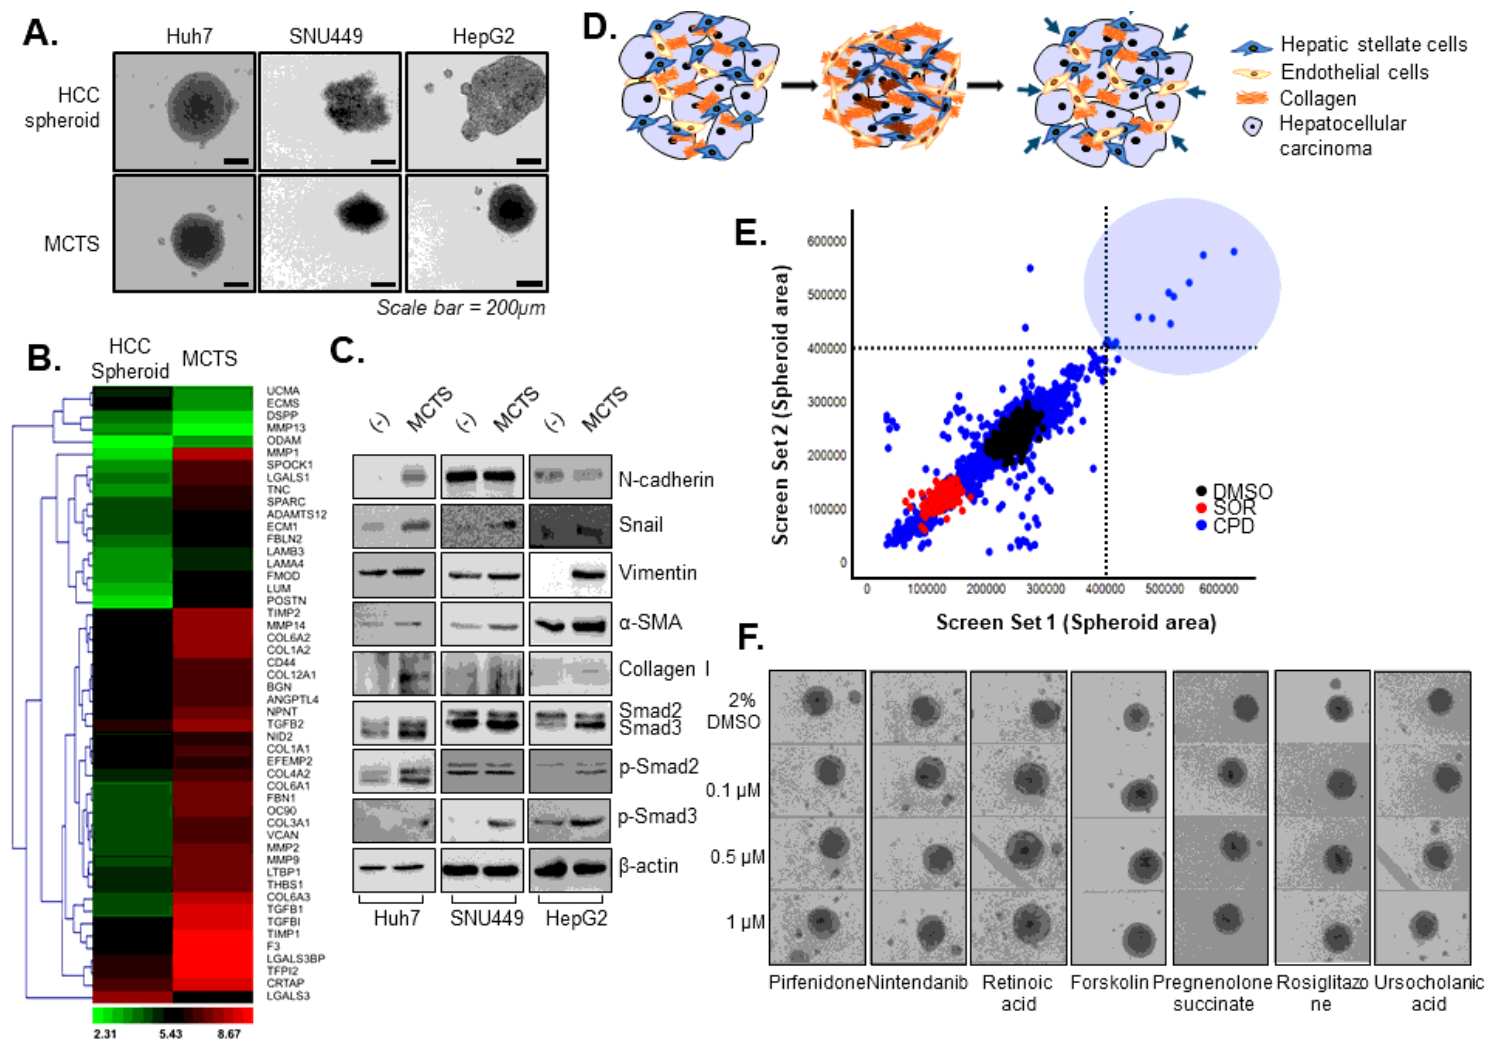 A.
Huh7
SNU449
HepG2
HCC
spheroid
MCTS
Scale bar = 200µm
B.
HCC
Spheroid
MCTS
UCMA
ECMS
DSPP
MMP13
ODAM
MMP1
SPOCK1
LGALS1
TNC
SPARC
ADAMTS12
ECM1
FBLN2
LAMB3
LAMA4
FMOD
LUM
POSTN
TIMP2
MMP14
COL6A2
COL1A2
CD44
COL12A1
BGN
ANGPTL4
NPNT
TGFB2
NID2
COL1A1
EFEMP2
COL4A2
COL6A1
FBN1
OC90
COL3A1
VCAN
MMP2
MMP9
LTBP1
THBS1
COL6A3
TGFB1
TGFBI
TIMP1
F3
LGALS3BP
TFPI2
CRTAP
LGALS3
2.31 5.43 8.67
C.
(-) MCTS (-) MCTS (-) MCTS
N-cadherin
Snail
Vimentin
α-SMA
Collagen I
Smad2
Smad3
p-Smad2
p-Smad3
β-actin
Huh7 SNU449 HepG2
D.
Hepatic stellate cells
Endothelial cells
Collagen
Hepatocellular
carcinoma
E.
Screen Set 2 (Spheroid area)
600000
500000
400000
300000
200000
100000
0
DMSO
SOR
CPD
0 100000 200000 300000 400000 500000 600000
Screen Set 1 (Spheroid area)
F.
2%
DMSO
0.1 µM
0.5 µM
1 µM
Pirfenidone Nintendanib Retinoic Forskolin Pregnenolone Rosiglitazo Ursocholanic
acid succinate ne acid